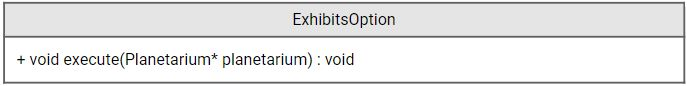 ExhibitsOption
+ void execute(Planetarium* planetarium) : void